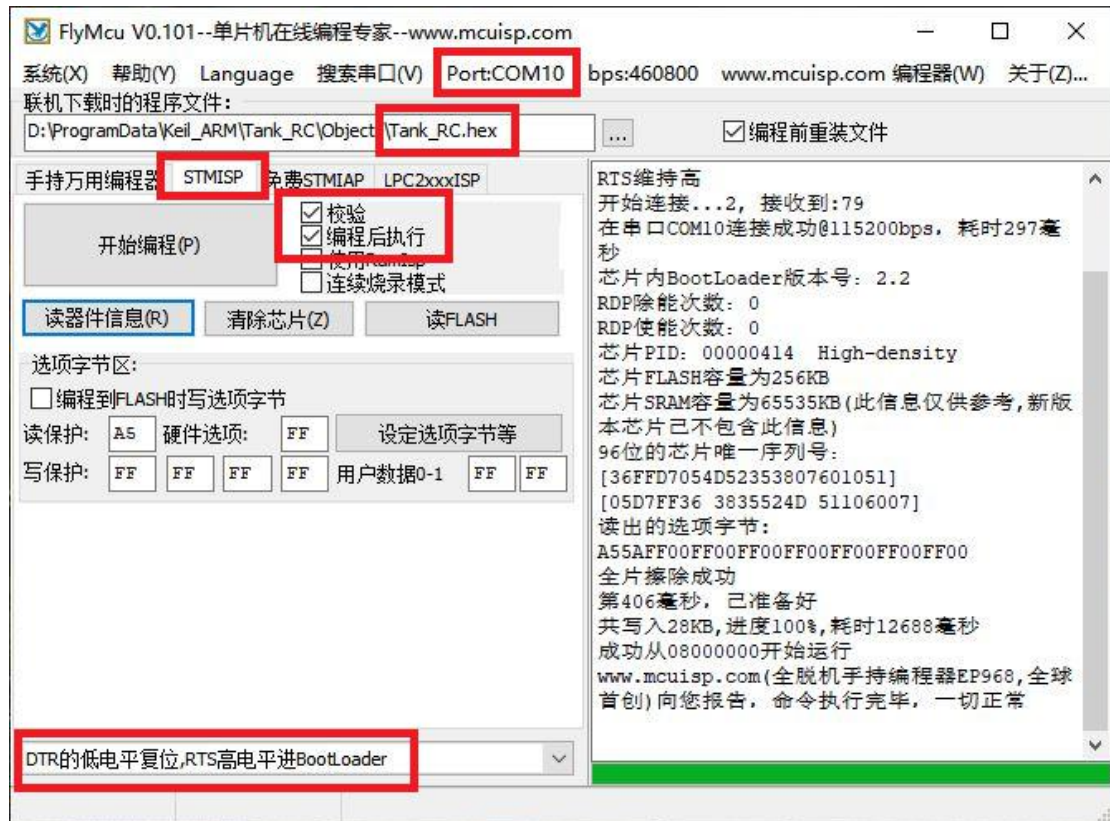 FlyMcu V0.101--单片机在线编程专家--www.mcuisp.com
系统(X) 帮助(Y) Language 搜索串口(V) Port:COM10 bps:460800 www.mcuisp.com 编程器(W) 关于(Z)...
联机下载时的程序文件:
D:\ProgramData\Keil_ARM\Tank_RC\Object \Tank_RC.hex ... 编程前重装文件
手持万用编程器 STMISP 免费STMIAP LPC2xxxISP
开始编程(P)
校验
编程后执行
使用RamIsp
连续烧录模式
读器件信息(R) 清除芯片(Z) 读FLASH
选项字节区:
编程到FLASH时写选项字节
读保护: A5 硬件选项: FF 设定选项字节等
写保护: FF FF FF FF 用户数据0-1 FF FF
DTR的低电平复位,RTS高电平进BootLoader
RTS维持高
开始连接...2, 接收到:79
在串口COM10连接成功@115200bps, 耗时297毫
秒
芯片内BootLoader版本号: 2.2
RDP除能次数: 0
RDP使能次数: 0
芯片PID: 00000414 High-density
芯片FLASH容量为256KB
芯片SRAM容量为65535KB(此信息仅供参考,新版
本芯片已不包含此信息)
96位的芯片唯一序列号:
[36FFD7054D52353807601051]
[05D7FF36 3835524D 51106007]
读出的选项字节:
A55AFF00FF00FF00FF00FF00FF00FF00
全片擦除成功
第406毫秒, 已准备好
共写入28KB,进度100%,耗时12688毫秒
成功从08000000开始运行
www.mcuisp.com(全脱机手持编程器EP968,全球
首创)向您报告, 命令执行完毕, 一切正常